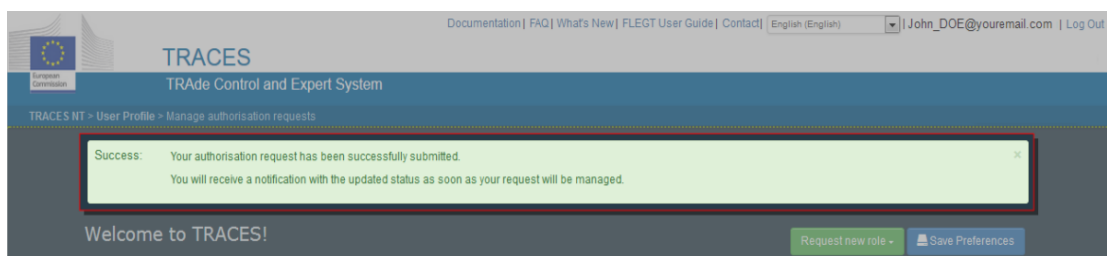 Documentation| FAQ| What's New| FLEGT User Guide| Contact| English (English) | John_DOE@youremail.com | Log Out
European
Commission
TRACES
TRAde Control and Expert System
TRACES NT > User Profile > Manage authorisation requests
Success: Your authorisation request has been successfully submitted. ×
You will receive a notification with the updated status as soon as your request will be managed.
Welcome to TRACES!
Request new role
Save Preferences